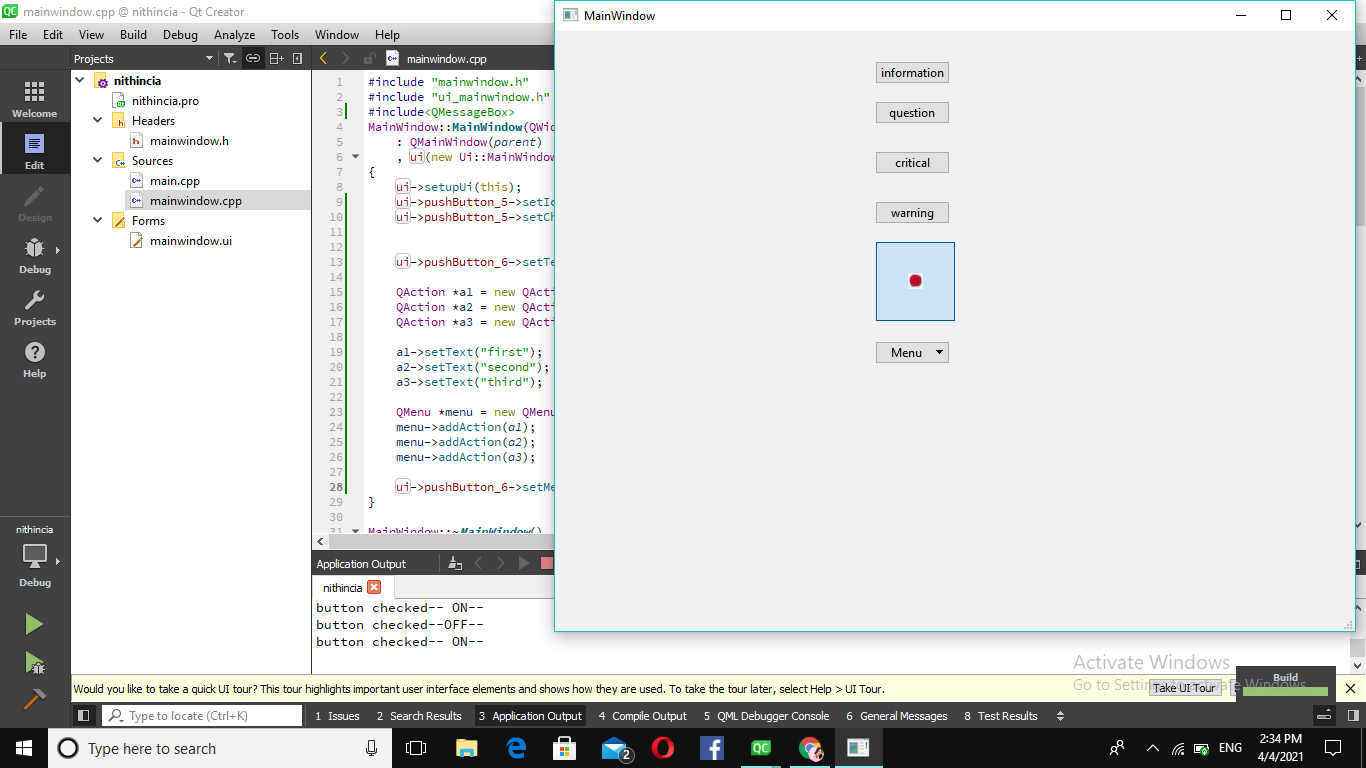 QC mainwindow.cpp @ nithincia - Qt Creator
File Edit View Build Debug Analyze Tools Window Help
Projects
mainwindow.cpp
Welcome
Edit
Design
Debug
Projects
Help
nithincia
Debug
nithincia
nithincia.pro
Headers
mainwindow.h
Sources
main.cpp
mainwindow.cpp
Forms
mainwindow.ui
1 #include "mainwindow.h"
2 #include "ui_mainwindow.h"
3 #include<QMessageBox>
4 MainWindow::MainWindow(QWid
5 : QMainWindow(parent)
6 , ui(new Ui::MainWindow
7 {
8 ui->setupUi(this);
9 ui->pushButton_5->setIc
10 ui->pushButton_5->setCh
11
12
13 ui->pushButton_6->setTe
14
15 QAction *a1 = new QActi
16 QAction *a2 = new QActi
17 QAction *a3 = new QActi
18
19 a1->setText("first");
20 a2->setText("second");
21 a3->setText("third");
22
23 QMenu *menu = new QMenu
24 menu->addAction(a1);
25 menu->addAction(a2);
26 menu->addAction(a3);
27
28 ui->pushButton_6->setMe
29 }
30
31 MainWindow::~MainWindow()
Application Output
nithincia
button checked-- ON--
button checked--OFF--
button checked-- ON--
MainWindow
information
question
critical
warning
Menu
Activate Windows
Go to Settings to activate Windows.
Build
Would you like to take a quick UI tour? This tour highlights important user interface elements and shows how they are used. To take the tour later, select Help > UI Tour.
Take UI Tour
Type to locate (Ctrl+K)
1 Issues 2 Search Results 3 Application Output 4 Compile Output 5 QML Debugger Console 6 General Messages 8 Test Results
Type here to search
2
QC
ENG
2:34 PM
4/4/2021